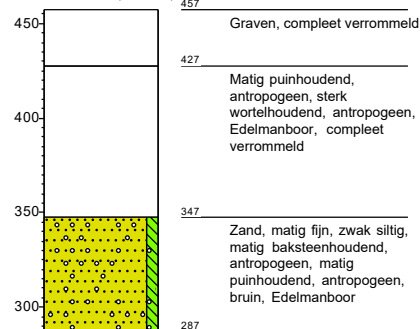 457
450
Graven, compleet verrommeld
427
Matig puinhoudend,
antropogeen, sterk
wortelhoudend, antropogeen,
Edelmanboor, compleet
verrommeld
400
350
347
Zand, matig fijn, zwak siltig,
matig baksteenhoudend,
antropogeen, matig
puinhoudend, antropogeen,
bruin, Edelmanboor
300
287